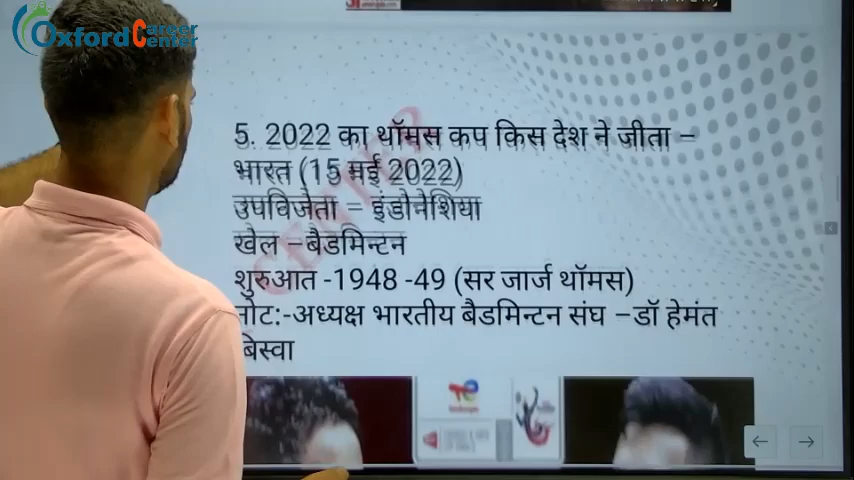 Oxford Career Center
5. 2022 का थॉमस कप किस देश ने जीता –
भारत (15 मई 2022)
उपविजेता – इंडोनेशिया
खेल –बैडमिन्टन
शुरुआत -1948 -49 (सर जार्ज थॉमस)
नोट:-अध्यक्ष भारतीय बैडमिन्टन संघ –डॉ हेमंत
बिस्वा
CENTER